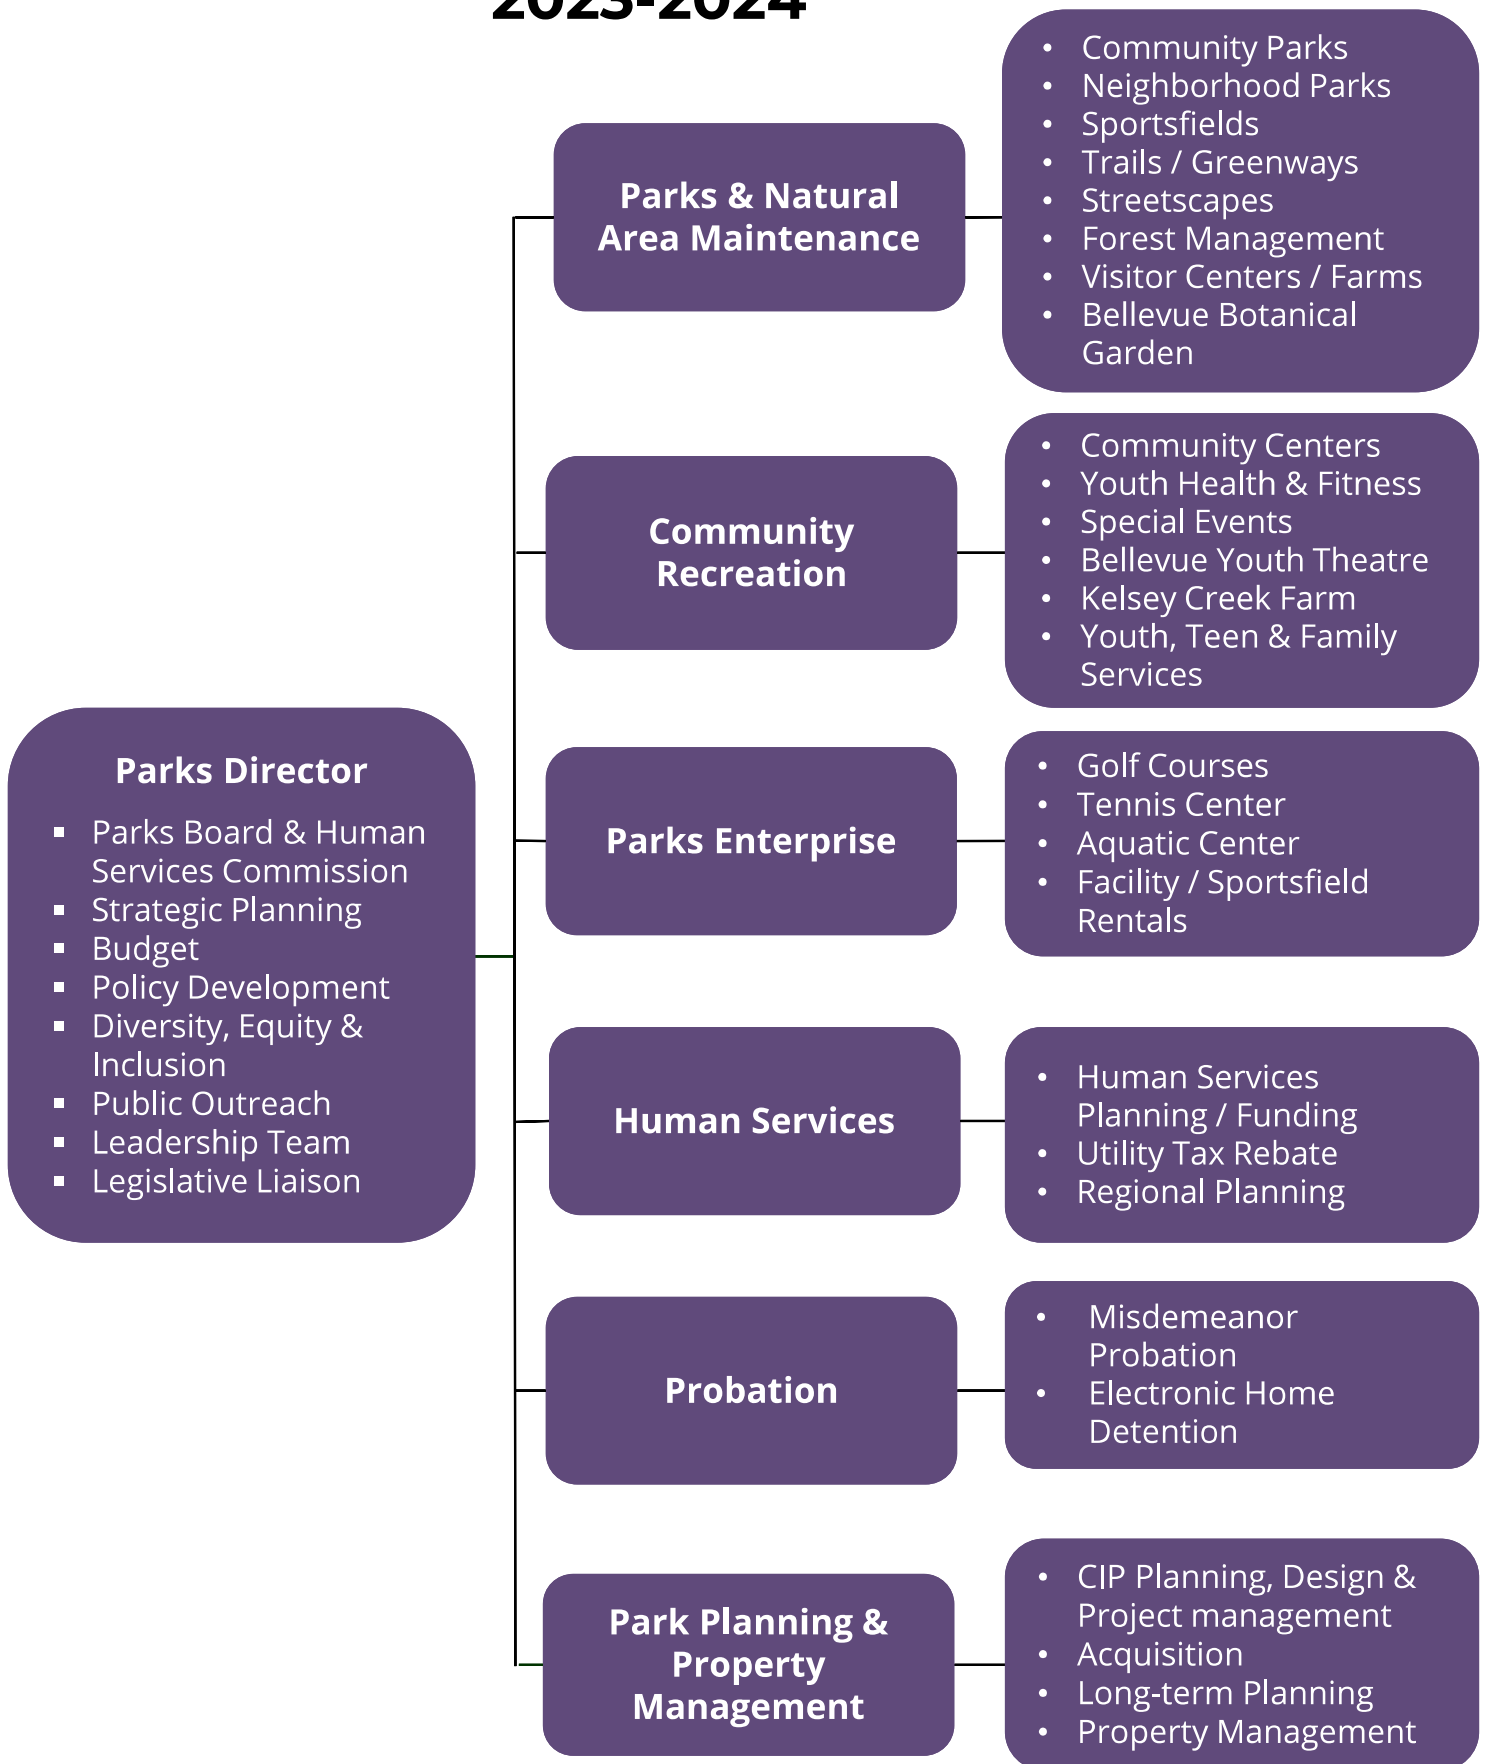 2023-2024
Parks Director
▪ Parks Board & Human
Services Commission
▪ Strategic Planning
▪ Budget
▪ Policy Development
▪ Diversity, Equity &
Inclusion
▪ Public Outreach
▪ Leadership Team
▪ Legislative Liaison
Parks & Natural
Area Maintenance
• Community Parks
• Neighborhood Parks
• Sportsfields
• Trails / Greenways
• Streetscapes
• Forest Management
• Visitor Centers / Farms
• Bellevue Botanical
Garden
Community
Recreation
• Community Centers
• Youth Health & Fitness
• Special Events
• Bellevue Youth Theatre
• Kelsey Creek Farm
• Youth, Teen & Family
Services
Parks Enterprise
• Golf Courses
• Tennis Center
• Aquatic Center
• Facility / Sportsfield
Rentals
Human Services
• Human Services
Planning / Funding
• Utility Tax Rebate
• Regional Planning
Probation
• Misdemeanor
Probation
• Electronic Home
Detention
Park Planning &
Property
Management
• CIP Planning, Design &
Project management
• Acquisition
• Long-term Planning
• Property Management